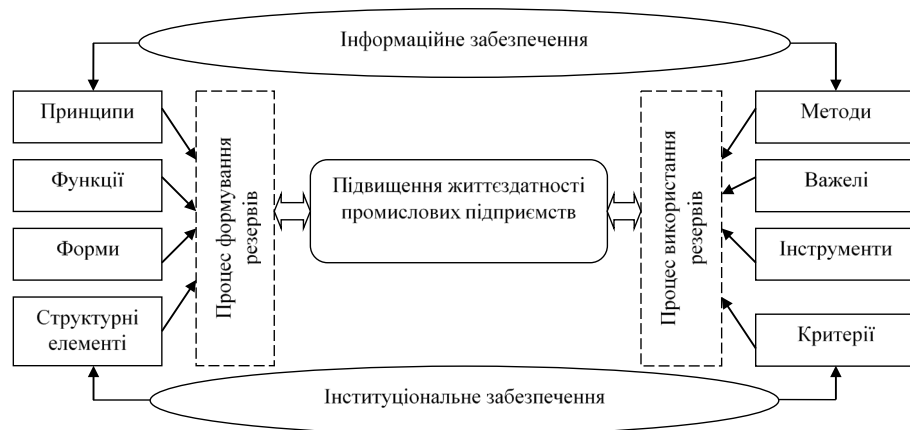 Інформаційне забезпечення
Принципи
Функції
Форми
Структурні
елементі
Процес формування
резервів
Підвищення життєздатності
промислових підприємств
Процес використання
резервів
Методи
Важелі
Інструменти
Критерії
Інституціональне забезпечення